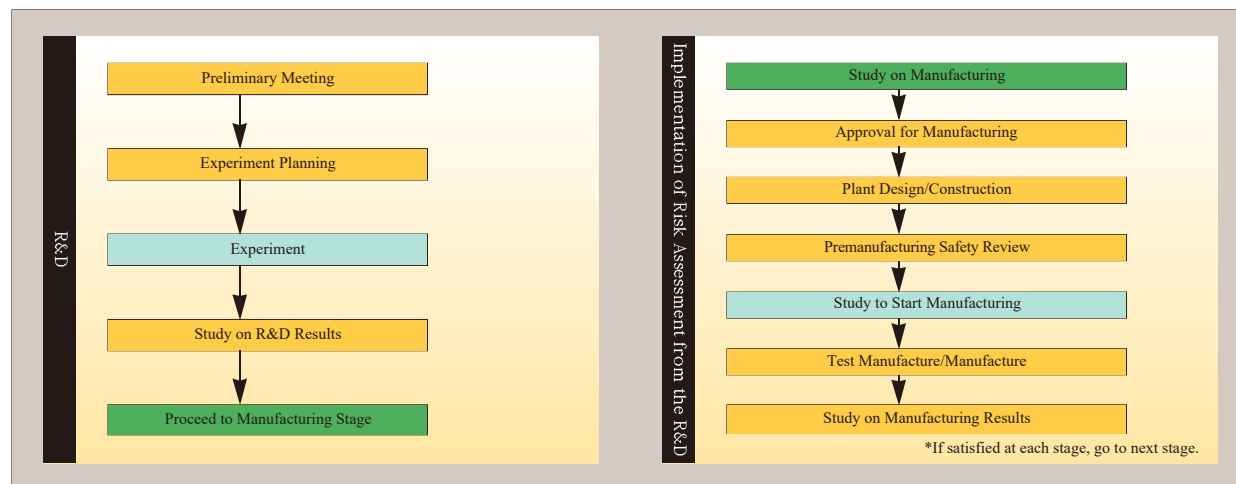 R&D
Preliminary Meeting
Experiment Planning
Experiment
Study on R&D Results
Proceed to Manufacturing Stage
Implementation of Risk Assessment from the R&D
Study on Manufacturing
Approval for Manufacturing
Plant Design/Construction
Premanufacturing Safety Review
Study to Start Manufacturing
Test Manufacture/Manufacture
Study on Manufacturing Results
*If satisfied at each stage, go to next stage.